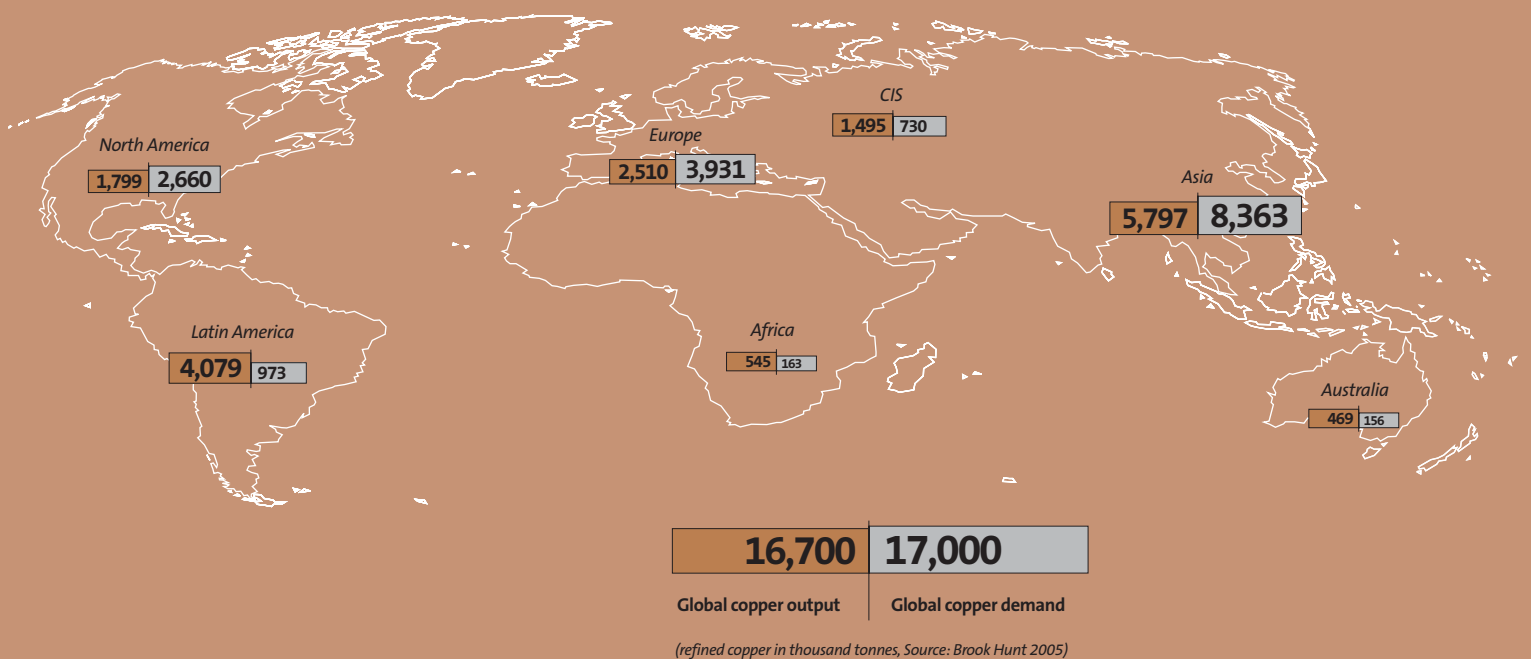 CIS
1,495 730
Europe
2,510 3,931
North America
1,799 2,660
Asia
5,797 8,363
Latin America
4,079 973
Africa
545 163
Australia
469 156
16,700 17,000
Global copper output Global copper demand
(refined copper in thousand tonnes, Source: Brook Hunt 2005)